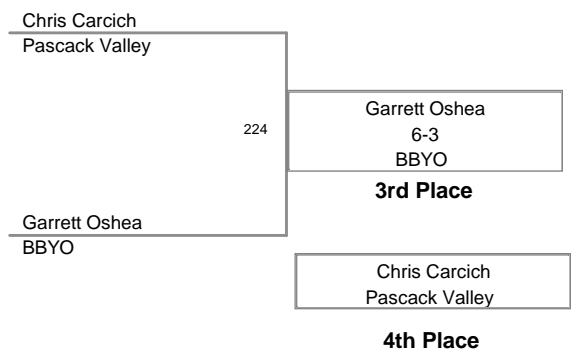 Chris Carcich
Pascack Valley
224
Garrett Oshea
6-3
BBYO
3rd Place
Garrett Oshea
BBYO
Chris Carcich
Pascack Valley
4th Place